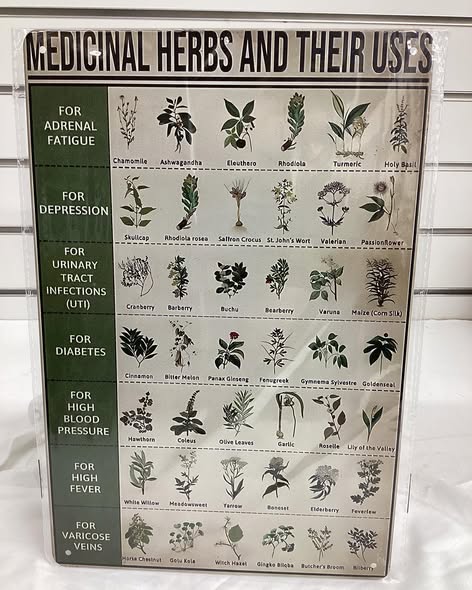 MEDICINAL HERBS AND THEIR USES
FOR
ADRENAL
FATIGUE
Chamomile Ashwagandha Eleuthero Rhodiola Turmeric Holy Basil
FOR
DEPRESSION
Skullcap Rhodiola rosea Saffron Crocus St. John's Wort Valerian Passionflower
FOR
URINARY
TRACT
INFECTIONS
(UTI)
Cranberry Barberry Buchu Bearberry Varuna Maize (Corn Silk)
FOR
DIABETES
Cinnamon Bitter Melon Panax Ginseng Fenugreek Gymnema Sylvestre Goldenseal
FOR
HIGH
BLOOD
PRESSURE
Hawthorn Coleus Olive Leaves Garlic Roselle Lily of the Valley
FOR
HIGH
FEVER
White Willow Meadowsweet Yarrow Boneset Elderberry Feverfew
FOR
VARICOSE
VEINS
Horse Chestnut Gotu Kola Witch Hazel Gingko Biloba Butcher's Broom Bilberry